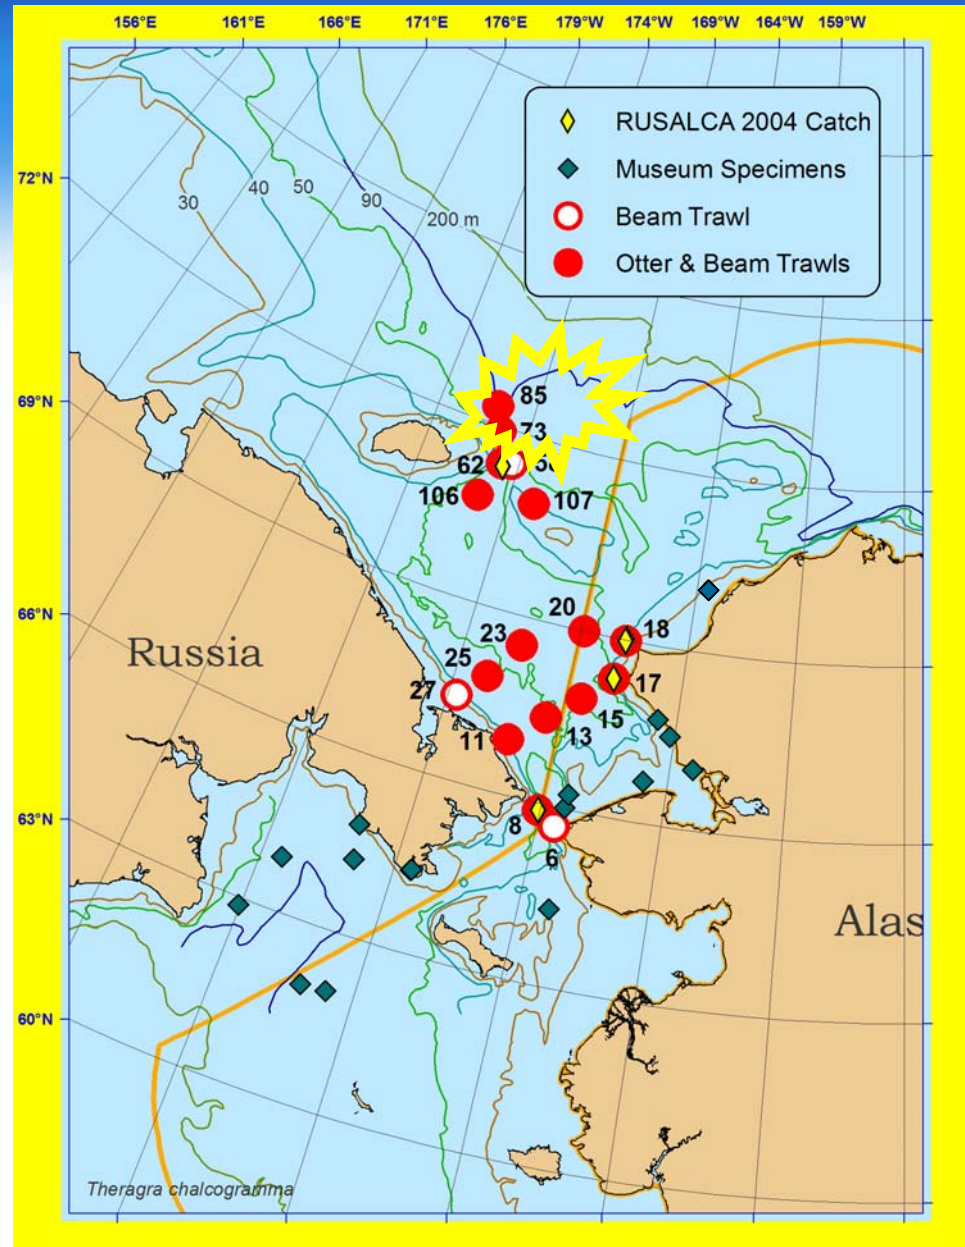 156°E 161°E 166°E 171°E 176°E 179°W 174°W 169°W 164°W 159°W
RUSALCA 2004 Catch
Museum Specimens
Beam Trawl
Otter & Beam Trawls
72°N
30
40
50
90
200 m
69°N
85
73
62
106
107
66°N
20
18
23
Russia
25
17
27
15
13
11
63°N
8
6
Alas
60°N
Theragra chalcogramma